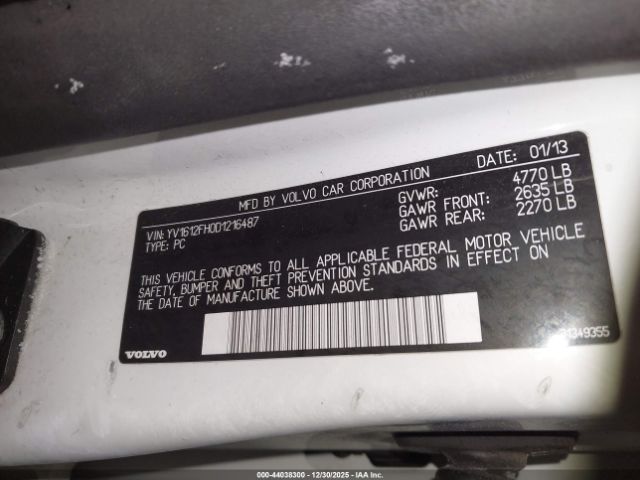 MFD BY VOLVO CAR CORPORATION DATE: 01/13
VIN: YV1612FH0D1216487
TYPE: PC
GVWR: 4770 LB
GAWR FRONT: 2635 LB
GAWR REAR: 2270 LB
THIS VEHICLE CONFORMS TO ALL APPLICABLE FEDERAL MOTOR VEHICLE
SAFETY, BUMPER AND THEFT PREVENTION STANDARDS IN EFFECT ON
THE DATE OF MANUFACTURE SHOWN ABOVE.
VOLVO
000-44038300 - 12/30/2025 - IAA Inc.